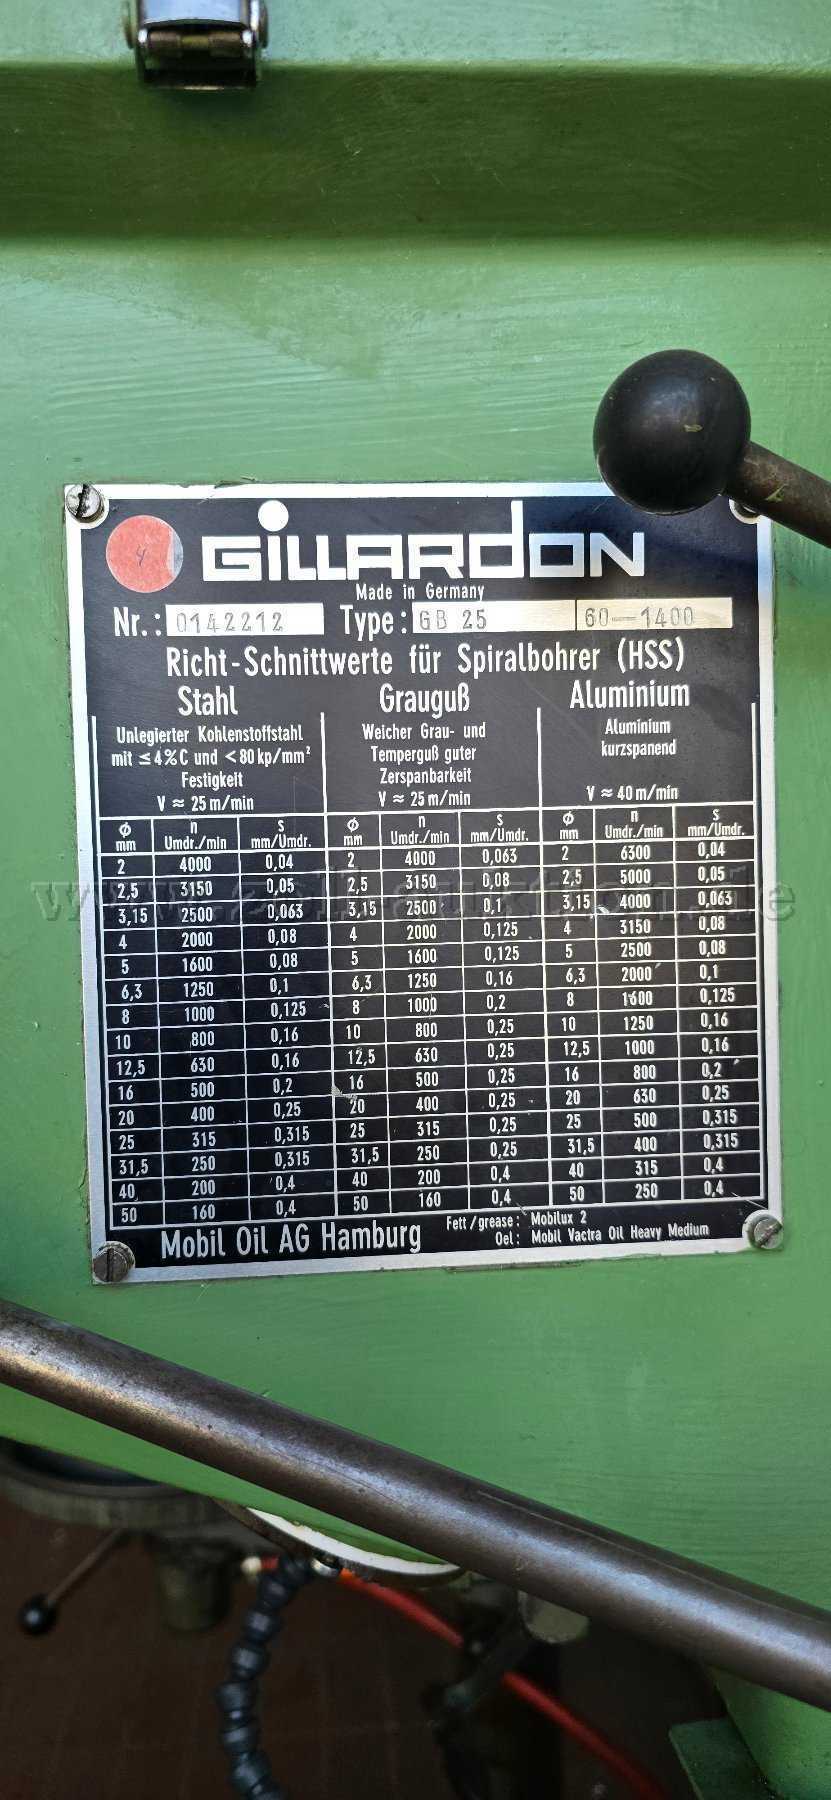 4
GILLARDON
Made in Germany
Nr.: 0142212 Type: GB 25 60-1400
Richt-Schnittwerte für Spiralbohrer (HSS)
Stahl Grauguß Aluminium
Unlegierter Kohlenstoffstahl Weicher Grau- und Aluminium
mit ≤4%C und <80kp/mm² Temperguß guter kurzspanend
Festigkeit Zerspanbarkeit
V ≈ 25 m/min V ≈ 25 m/min V ≈ 40 m/min
ϕ n s ϕ n s ϕ n s
mm Umdr./min mm/Umdr. mm Umdr./min mm/Umdr. mm Umdr./min mm/Umdr.
2 4000 0,04 2 4000 0,063 2 6300 0,04
2,5 3150 0,05 2,5 3150 0,08 2,5 5000 0,05
3,15 2500 0,063 3,15 2500 0,1 3,15 4000 0,063
4 2000 0,08 4 2000 0,125 4 3150 0,08
5 1600 0,08 5 1600 0,125 5 2500 0,08
6,3 1250 0,1 6,3 1250 0,16 6,3 2000 0,1
8 1000 0,125 8 1000 0,2 8 1600 0,125
10 800 0,16 10 800 0,25 10 1250 0,16
12,5 630 0,16 12,5 630 0,25 12,5 1000 0,16
16 500 0,2 16 500 0,25 16 800 0,2
20 400 0,25 20 400 0,25 20 630 0,25
25 315 0,315 25 315 0,25 25 500 0,315
31,5 250 0,315 31,5 250 0,25 31,5 400 0,315
40 200 0,4 40 200 0,4 40 315 0,4
50 160 0,4 50 160 0,4 50 250 0,4
Mobil Oil AG Hamburg Fett/grease: Mobilux 2
Oel: Mobil Vactra Oil Heavy Medium
www.zoll-auktion.de